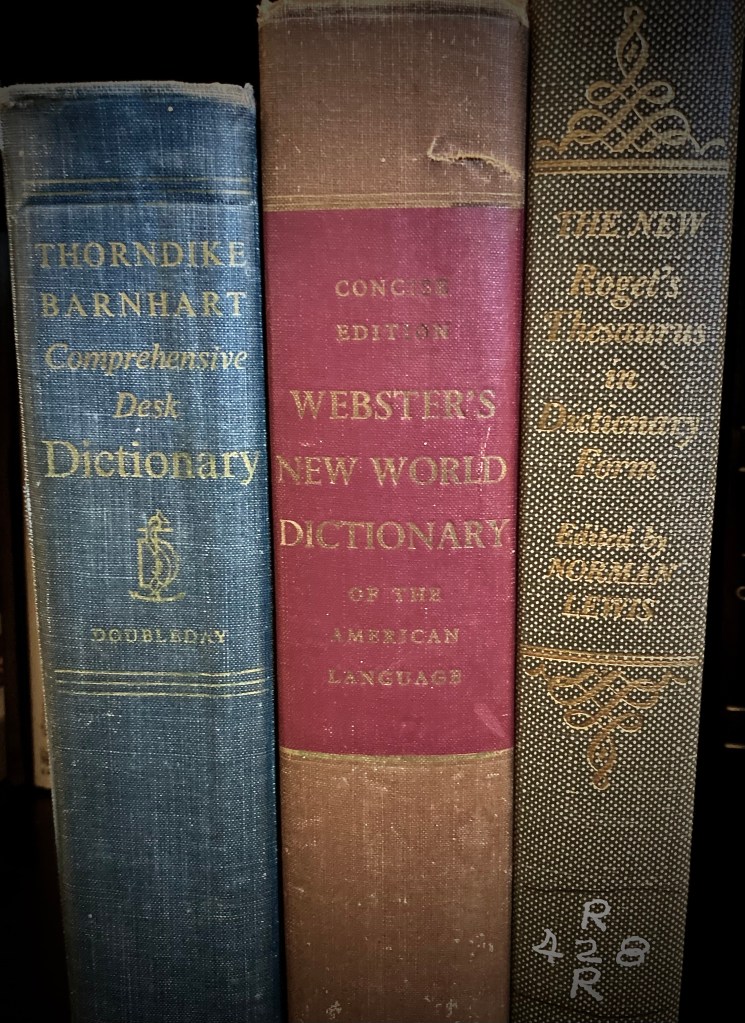 THORNDIKE
BARNHART
Comprehensive
Desk
Dictionary
DOUBLEDAY
CONCISE
EDITION
WEBSTER'S
NEW WORLD
DICTIONARY
OF THE
AMERICAN
LANGUAGE
THE NEW
Roget's
Thesaurus
in
Dictionary
Form
Edited by
NORMAN
LEWIS
R
428
R